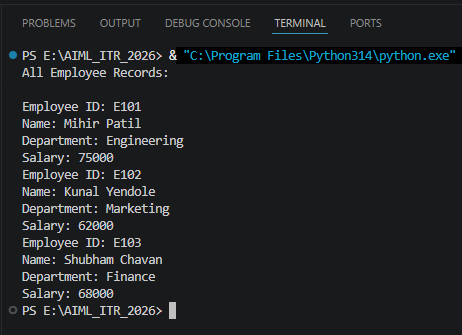 PROBLEMS OUTPUT DEBUG CONSOLE TERMINAL PORTS
PS E:\AIML_ITR_2026> & "C:\Program Files\Python314\python.exe"
All Employee Records:
Employee ID: E101
Name: Mihir Patil
Department: Engineering
Salary: 75000
Employee ID: E102
Name: Kunal Yendole
Department: Marketing
Salary: 62000
Employee ID: E103
Name: Shubham Chavan
Department: Finance
Salary: 68000
PS E:\AIML_ITR_2026>